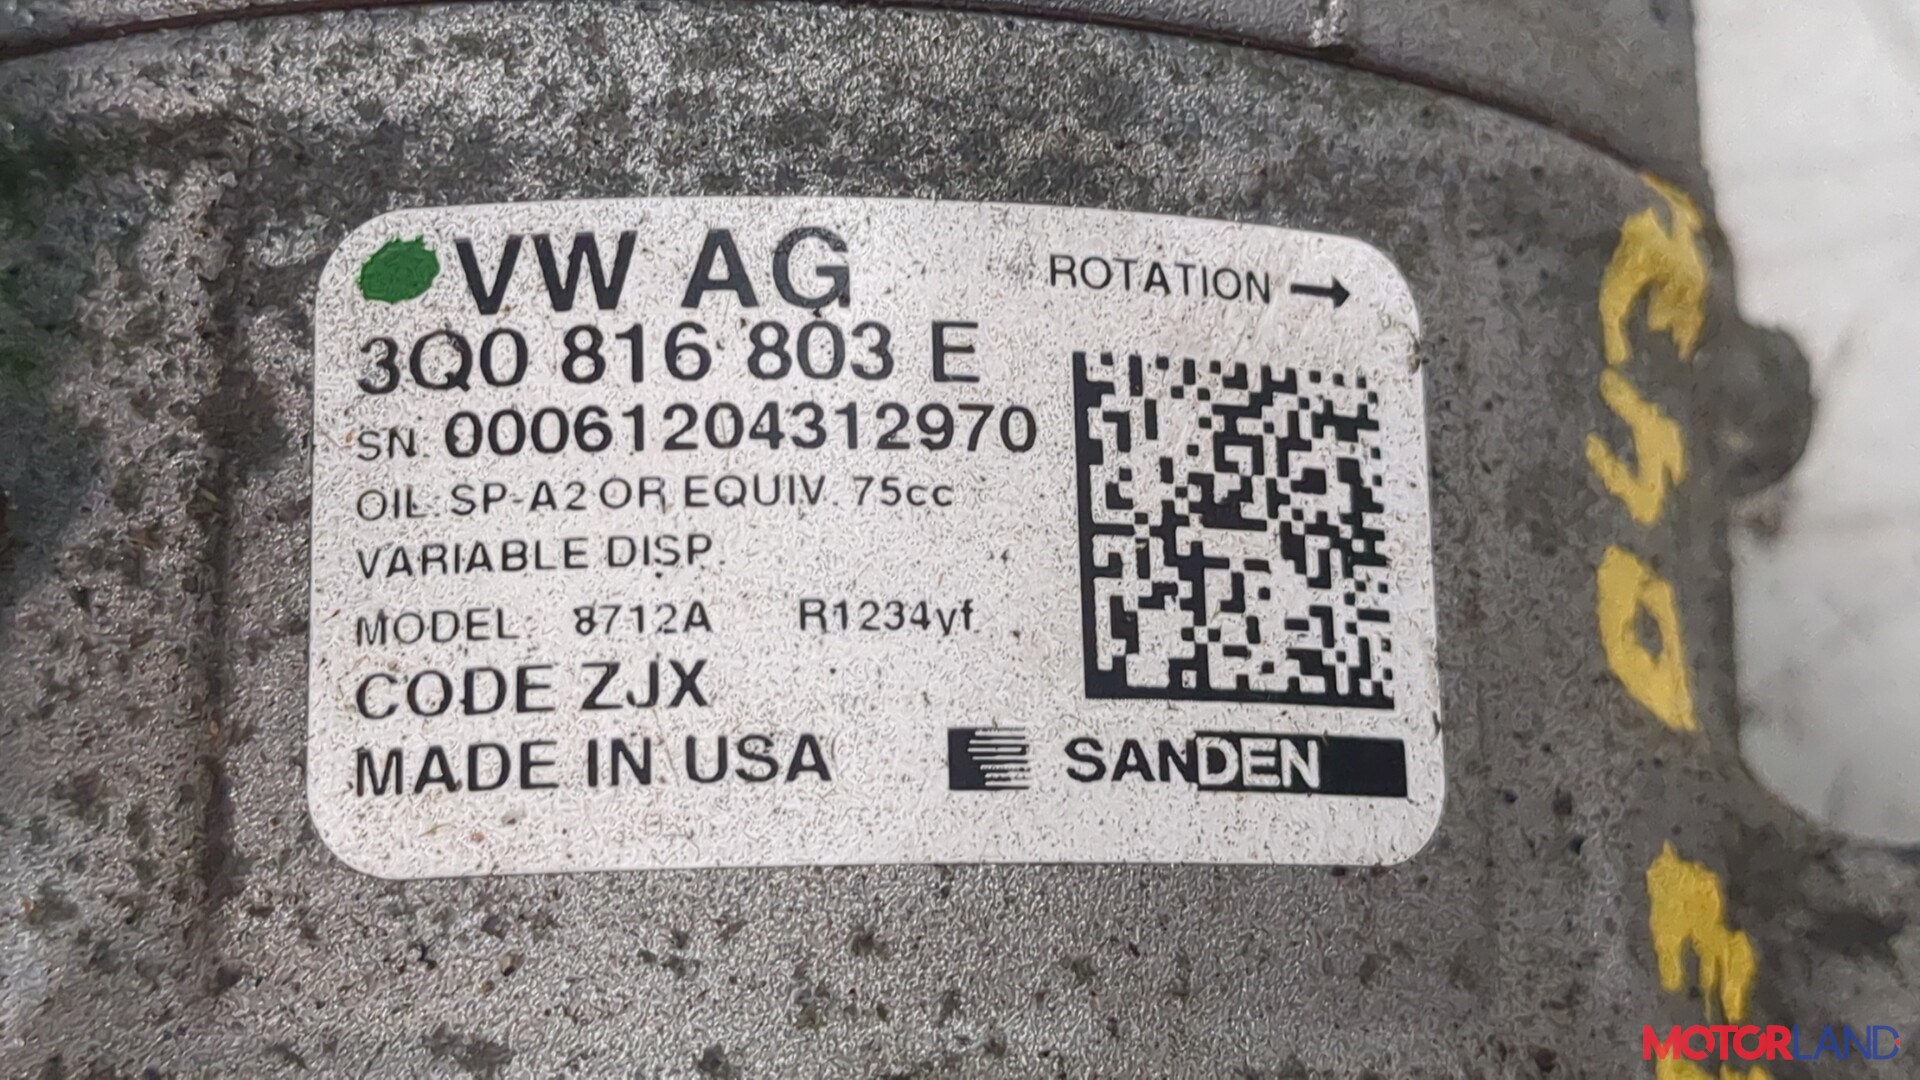 VW AG
ROTATION →
3Q0 816 803 E
SN: 00061204312970
OIL: SP-A2 OR EQUIV. 75cc
VARIABLE DISP.
MODEL: 8712A R1234yf
CODE ZJX
MADE IN USA
SANDEN
MOTORLAND